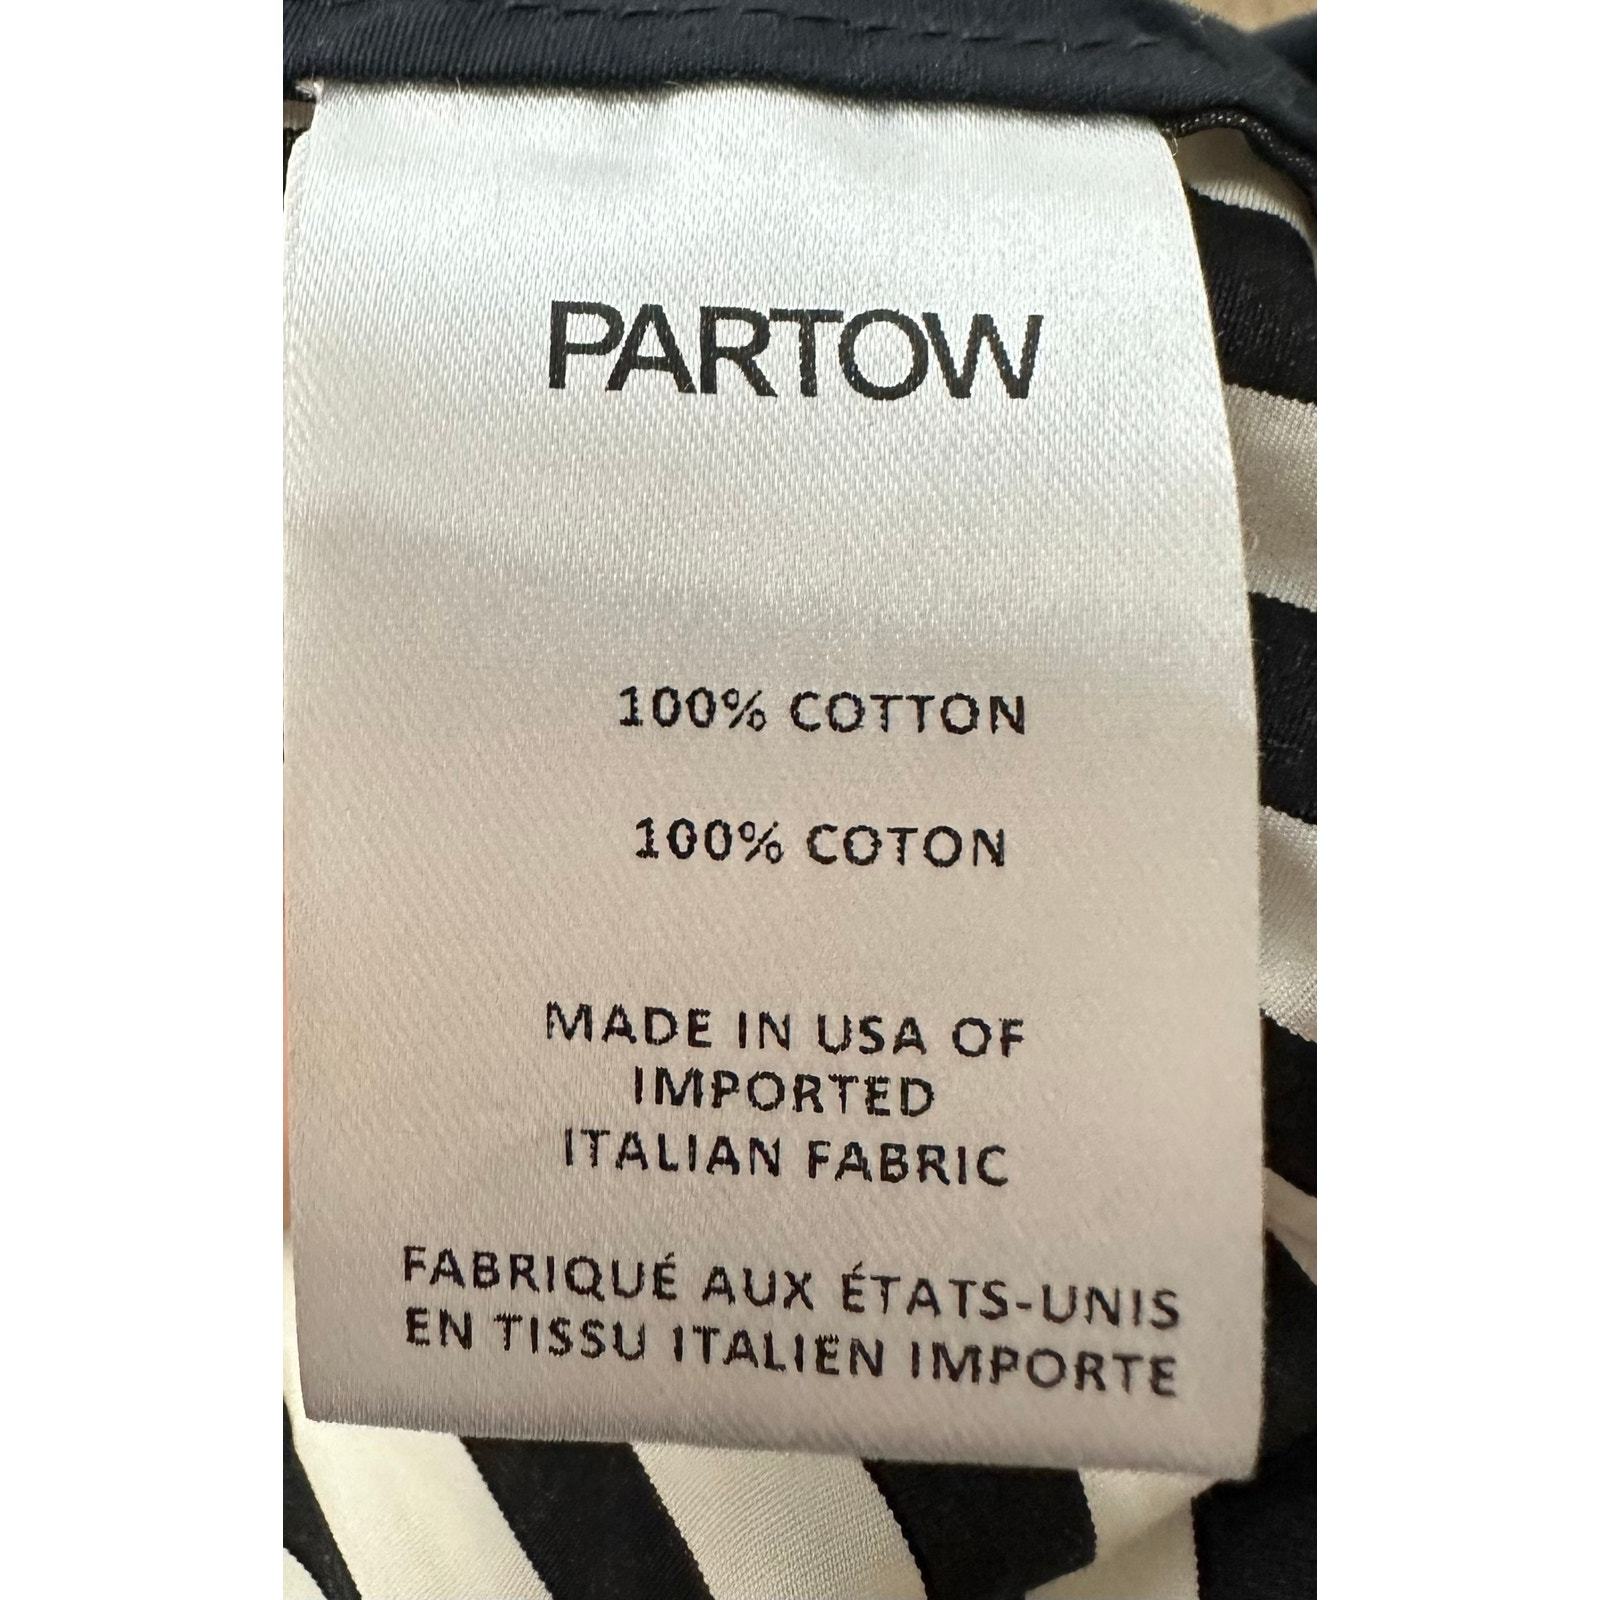 PARTOW
100% COTTON
100% COTON
MADE IN USA OF
IMPORTED
ITALIAN FABRIC
FABRIQUÉ AUX ÉTATS-UNIS
EN TISSU ITALIEN IMPORTE